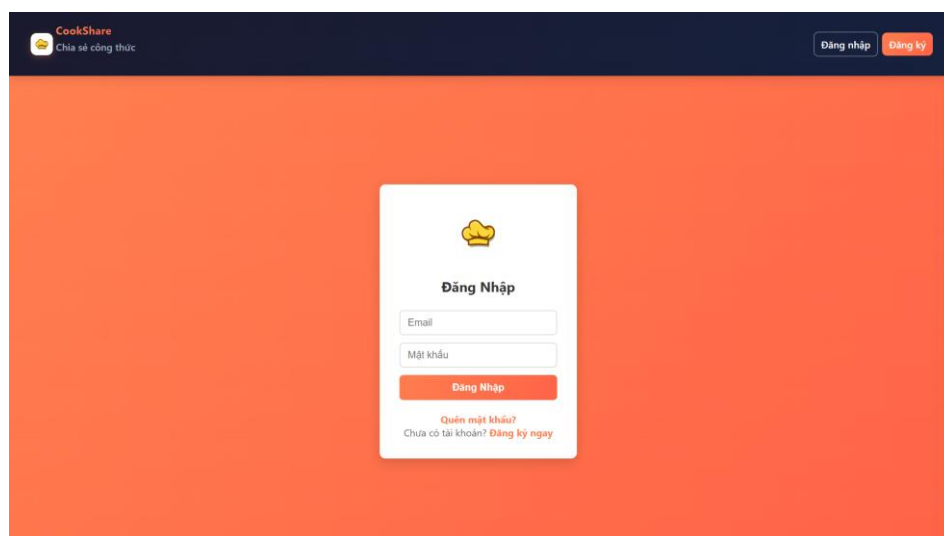 CookShare
Chia sẻ công thức
Đăng nhập
Đăng ký
Đăng Nhập
Email
Mật khẩu
Đăng Nhập
Quên mật khẩu?
Chưa có tài khoản? Đăng ký ngay